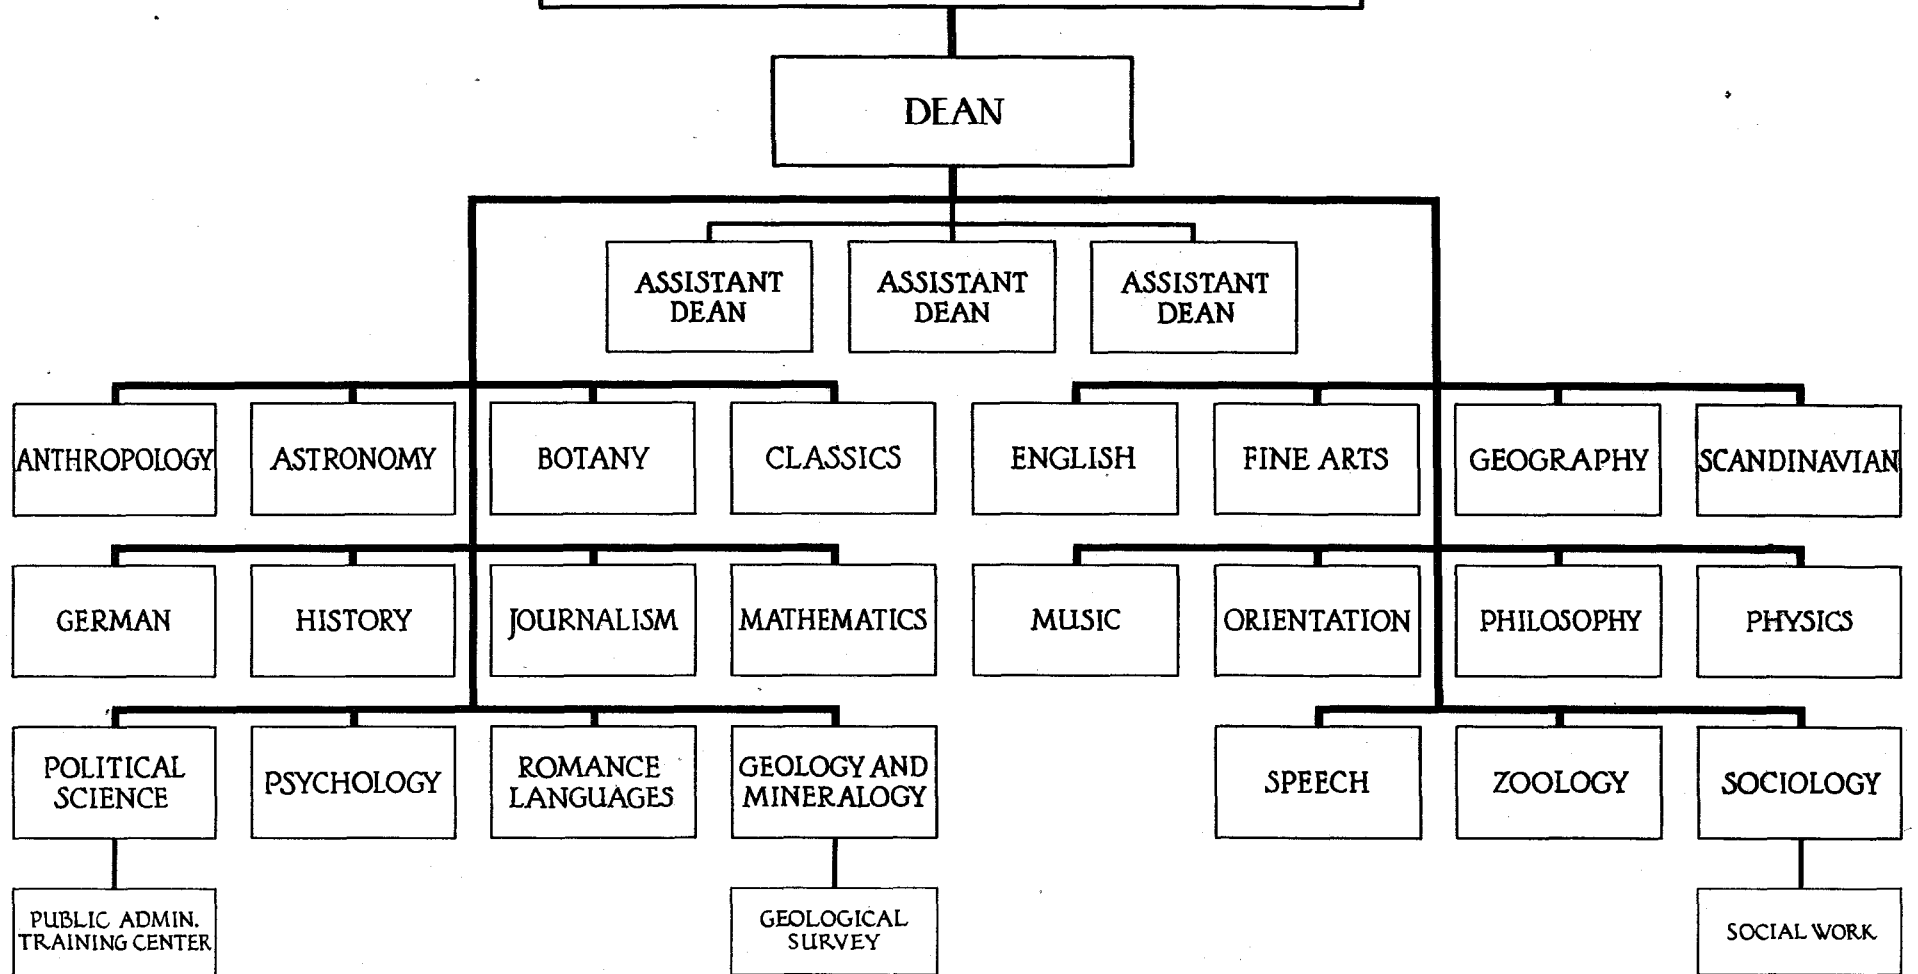 DEAN
ASSISTANT
DEAN
ASSISTANT
DEAN
ASSISTANT
DEAN
ANTHROPOLOGY
ASTRONOMY
BOTANY
CLASSICS
ENGLISH
FINE ARTS
GEOGRAPHY
SCANDINAVIAN
GERMAN
HISTORY
JOURNALISM
MATHEMATICS
MUSIC
ORIENTATION
PHILOSOPHY
PHYSICS
POLITICAL
SCIENCE
PSYCHOLOGY
ROMANCE
LANGUAGES
GEOLOGY AND
MINERALOGY
SPEECH
ZOOLOGY
SOCIOLOGY
PUBLIC ADMIN.
TRAINING CENTER
GEOLOGICAL
SURVEY
SOCIAL WORK